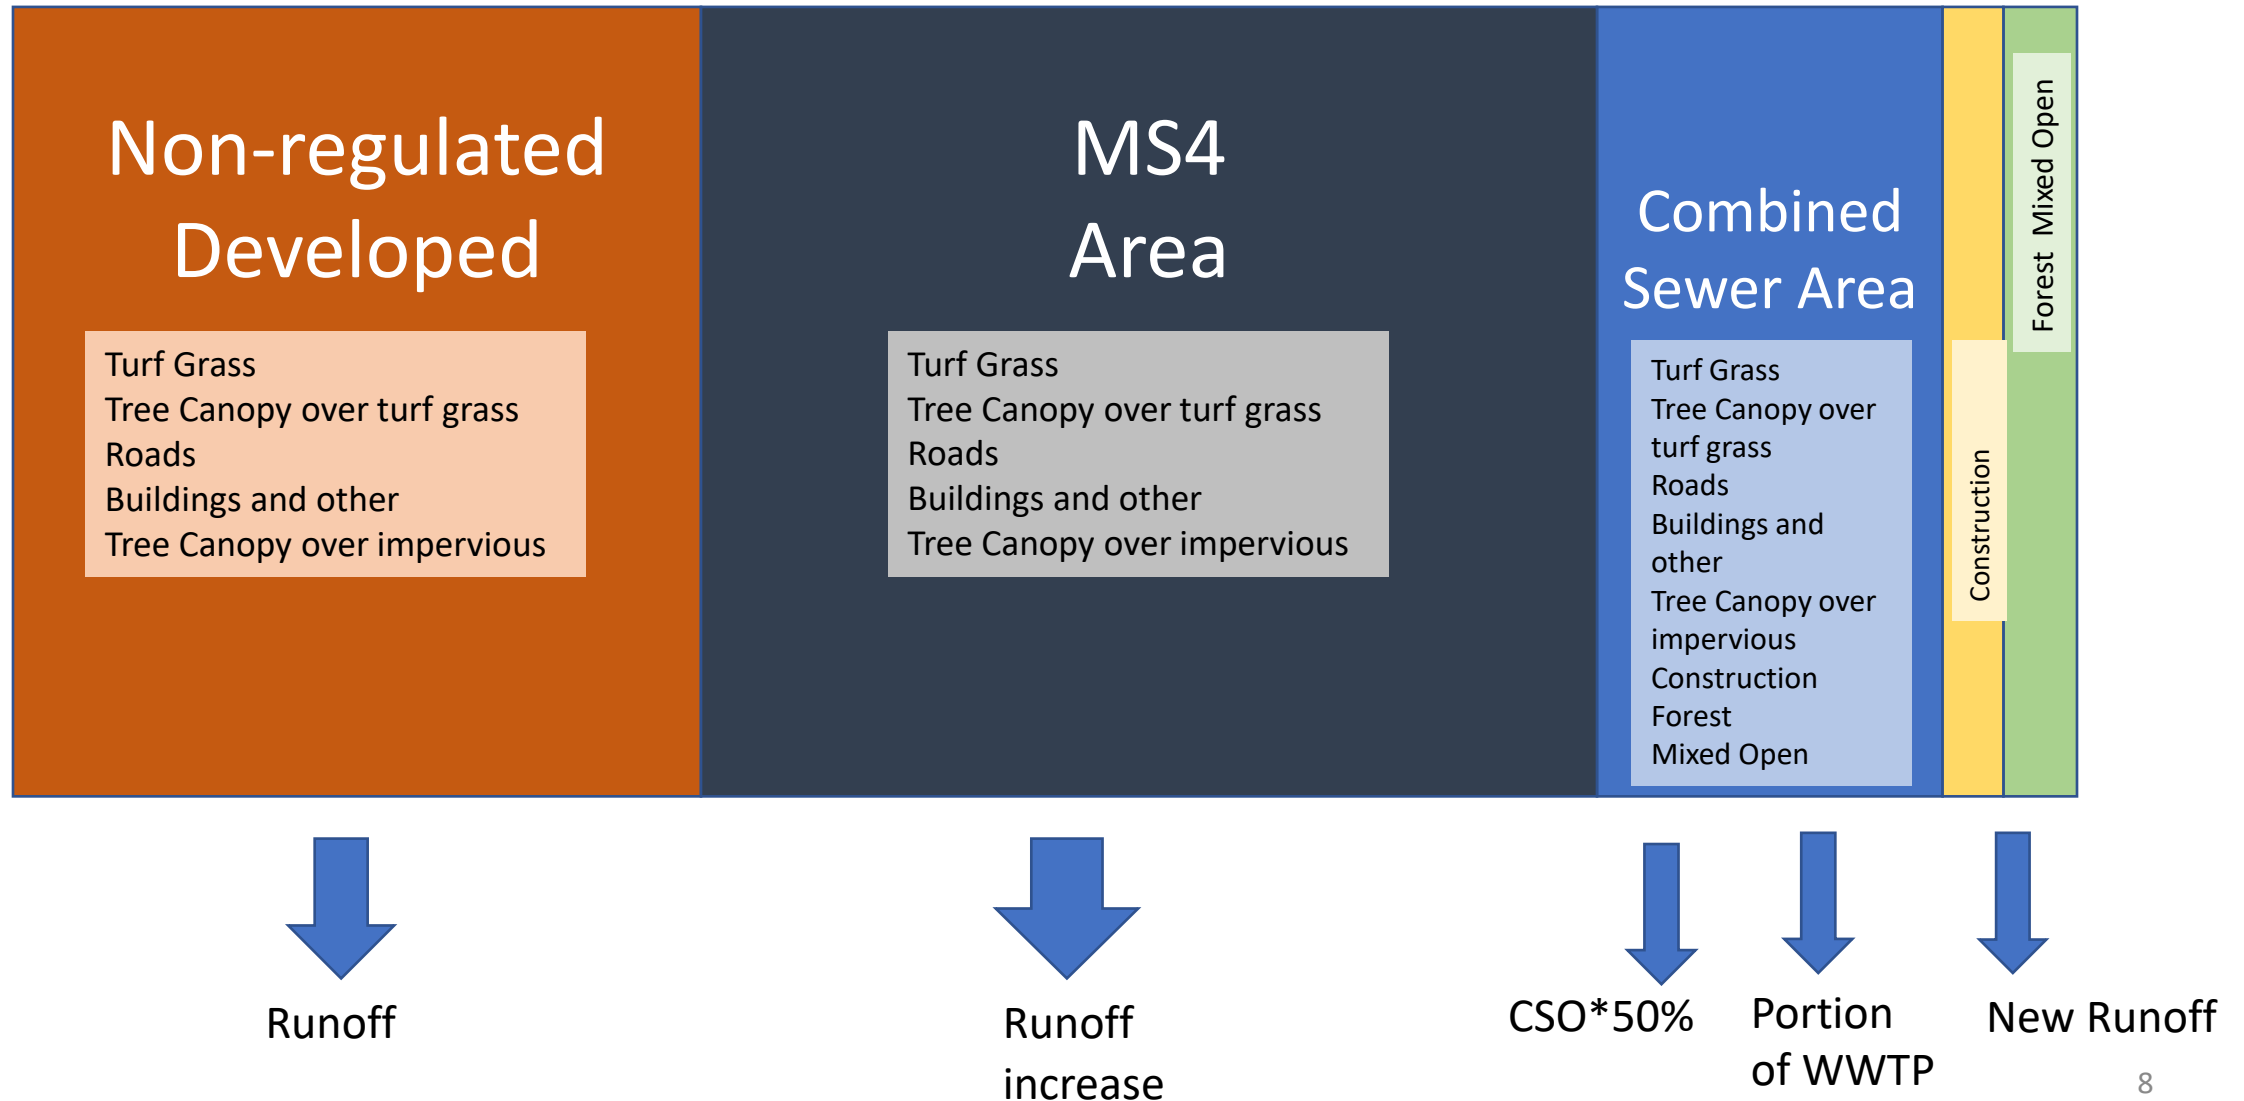 Non-regulated
Developed
Turf Grass
Tree Canopy over turf grass
Roads
Buildings and other
Tree Canopy over impervious
MS4
Area
Turf Grass
Tree Canopy over turf grass
Roads
Buildings and other
Tree Canopy over impervious
Combined
Sewer Area
Turf Grass
Tree Canopy over
turf grass
Roads
Buildings and
other
Tree Canopy over
impervious
Construction
Forest
Mixed Open
Construction
Forest Mixed Open
Runoff
Runoff
increase
CSO*50%
Portion
of WWTP
New Runoff
8